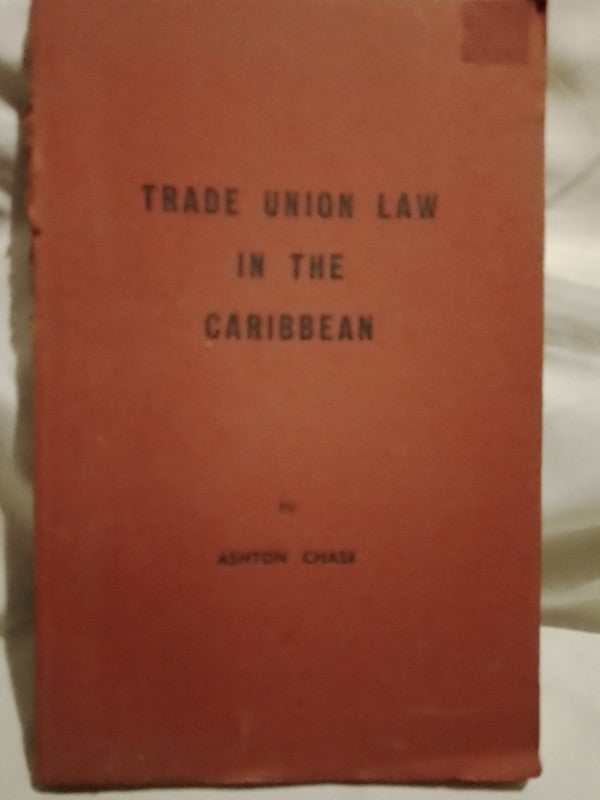 TRADE UNION LAW
IN THE
CARIBBEAN
by
ASHTON CHASE